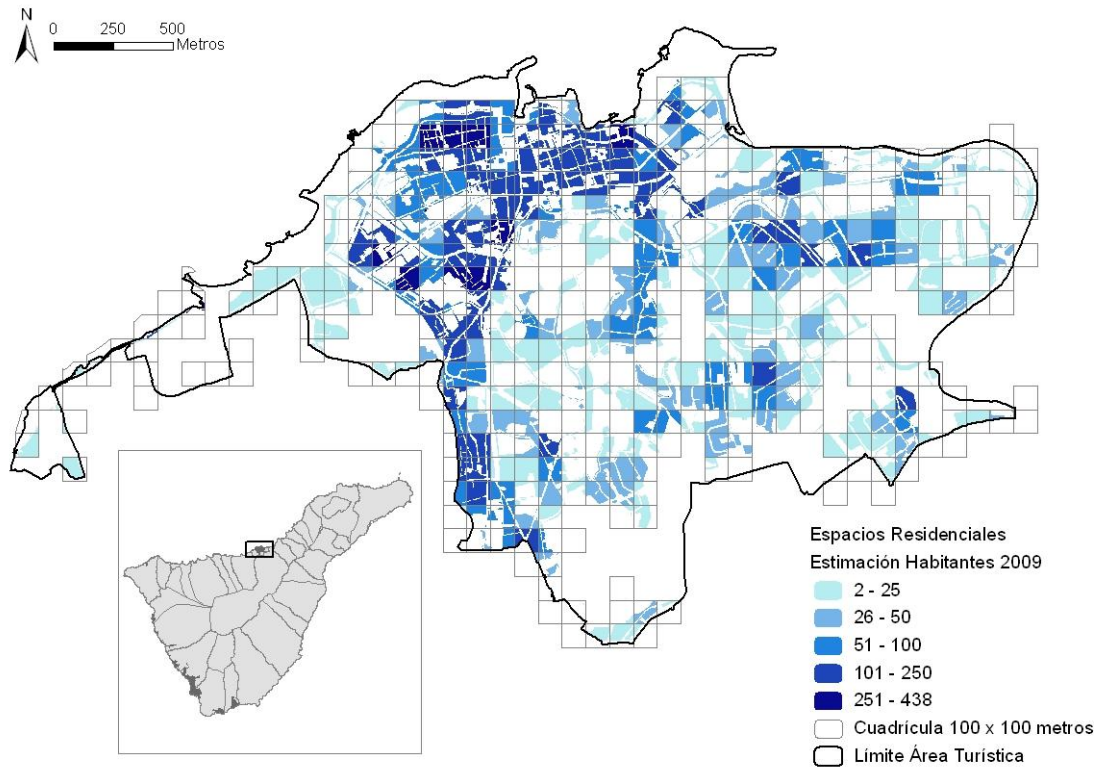 N
0 250 500
Metros
Espacios Residenciales
Estimación Habitantes 2009
2 - 25
26 - 50
51 - 100
101 - 250
251 - 438
Cuadrícula 100 x 100 metros
Límite Área Turística